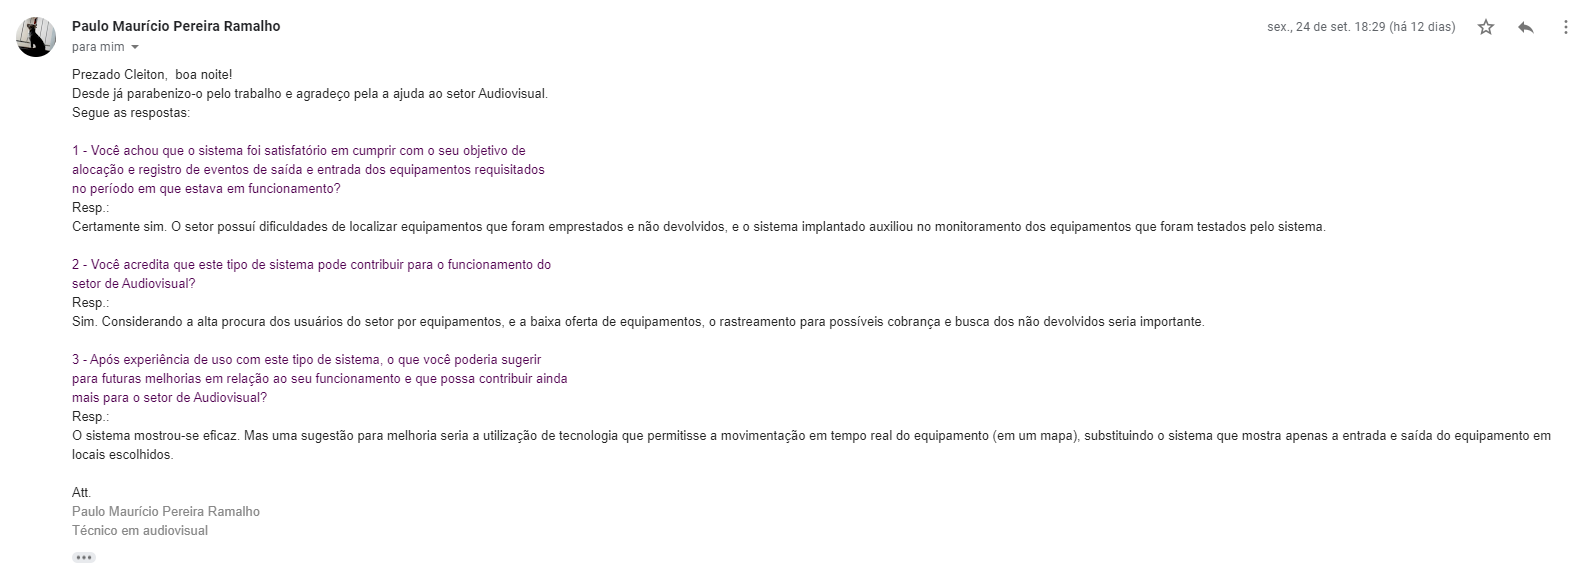 Paulo Maurício Pereira Ramalho
sex., 24 de set. 18:29 (há 12 dias)
para mim
Prezado Cleiton,  boa noite!
Desde já parabenizo-o pelo trabalho e agradeço pela a ajuda ao setor Audiovisual.
Segue as respostas:
1 - Você achou que o sistema foi satisfatório em cumprir com o seu objetivo de
alocação e registro de eventos de saída e entrada dos equipamentos requisitados
no período em que estava em funcionamento?
Resp.:
Certamente sim. O setor possuí dificuldades de localizar equipamentos que foram emprestados e não devolvidos, e o sistema implantado auxiliou no monitoramento dos equipamentos que foram testados pelo sistema.
2 - Você acredita que este tipo de sistema pode contribuir para o funcionamento do
setor de Audiovisual?
Resp.:
Sim. Considerando a alta procura dos usuários do setor por equipamentos, e a baixa oferta de equipamentos, o rastreamento para possíveis cobrança e busca dos não devolvidos seria importante.
3 - Após experiência de uso com este tipo de sistema, o que você poderia sugerir
para futuras melhorias em relação ao seu funcionamento e que possa contribuir ainda
mais para o setor de Audiovisual?
Resp.:
O sistema mostrou-se eficaz. Mas uma sugestão para melhoria seria a utilização de tecnologia que permitisse a movimentação em tempo real do equipamento (em um mapa), substituindo o sistema que mostra apenas a entrada e saída do equipamento em
locais escolhidos.
Att.
Paulo Maurício Pereira Ramalho
Técnico em audiovisual